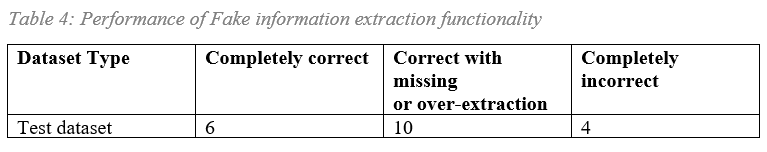 Table 4: Performance of Fake information extraction functionality
Dataset Type Completely correct Correct with Completely
missing incorrect
or over-extraction
Test dataset 6 10 4